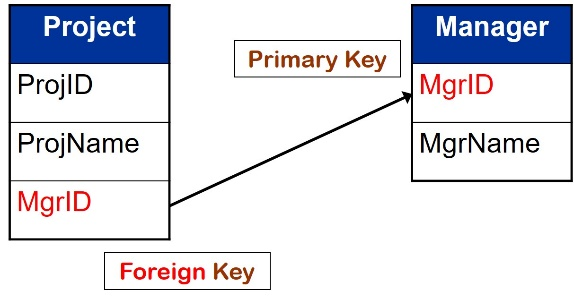 Project
ProjID
ProjName
MgrID
Primary Key
Manager
MgrID
MgrName
Foreign Key